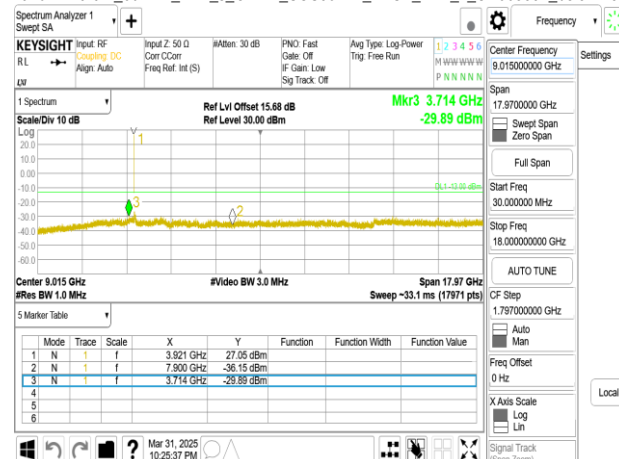 Spectrum Analyzer 1
Swept SA
Frequency
KEYSIGHT Input: RF
RL Coupling: DC
Align: Auto
Input Z: 50 Ω
Corr CCorr
Freq Ref: Int (S)
#Atten: 30 dB
PNO: Fast
Gate: Off
IF Gain: Low
Sig Track: Off
Avg Type: Log-Power
Trig: Free Run
1 2 3 4 5 6
M W W W W W
P N N N N N
1 Spectrum
Scale/Div 10 dB
Ref Lvl Offset 15.68 dB
Ref Level 30.00 dBm
Mkr3 3.714 GHz
-29.89 dBm
Log
20.0
10.0
0.00
-10.0
-20.0
-30.0
-40.0
-50.0
-60.0
1
2
3
DL1 -13.00 dBm
Center 9.015 GHz
#Res BW 1.0 MHz
#Video BW 3.0 MHz
Span 17.97 GHz
Sweep ~33.1 ms (17971 pts)
5 Marker Table
Mode Trace Scale X Y Function Function Width Function Value
1 N 1 f 3.921 GHz 27.05 dBm
2 N 1 f 7.900 GHz -36.15 dBm
3 N 1 f 3.714 GHz -29.89 dBm
4
5
6
Mar 31, 2025
10:25:37 PM
Center Frequency
9.015000000 GHz
Settings
Span
17.9700000 GHz
Swept Span
Zero Span
Full Span
Start Freq
30.000000 MHz
Stop Freq
18.000000000 GHz
AUTO TUNE
CF Step
1.797000000 GHz
Auto
Man
Freq Offset
0 Hz
X Axis Scale
Log
Lin
Local
Signal Track
(Span Zoom)